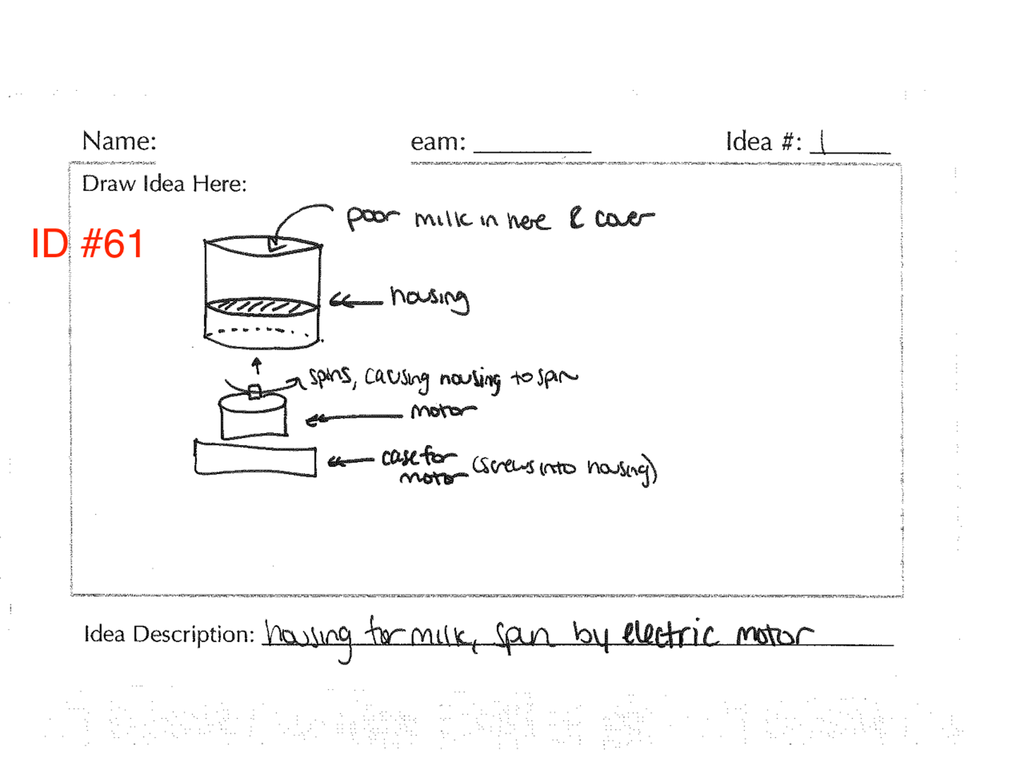 Name: eam: Idea #: 1
Draw Idea Here:
poor milk in here & cover
ID #61
housing
spins, causing housing to spin
motor
case for motor (screws into housing)
Idea Description: housing for milk, spun by electric motor